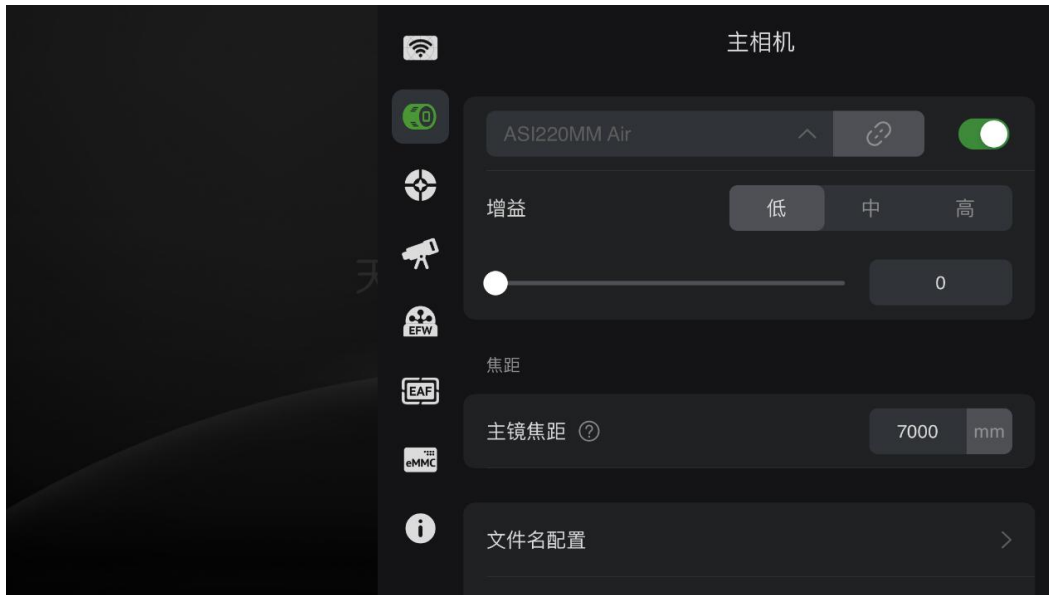 主相机
ASI220MM Air
增益
低 中 高
0
EFW
焦距
EAF
主镜焦距 ?
7000 mm
eMMC
文件名配置
天